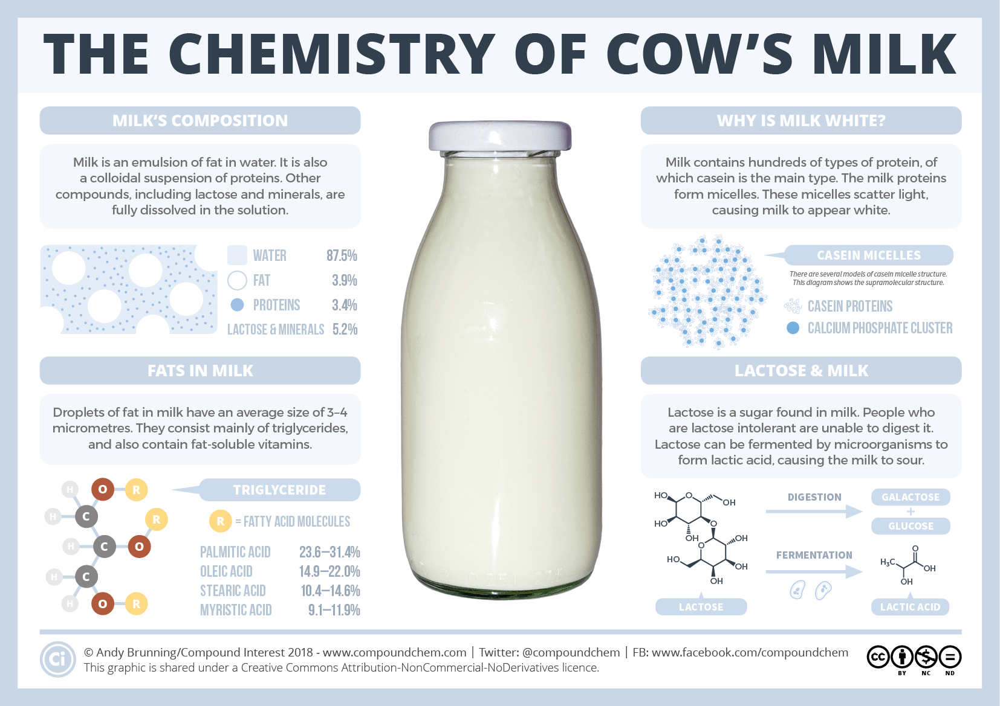 THE CHEMISTRY OF COW’S MILK
MILK’S COMPOSITION
Milk is an emulsion of fat in water. It is also
a colloidal suspension of proteins. Other
compounds, including lactose and minerals, are
fully dissolved in the solution.
WATER 87.5%
FAT 3.9%
PROTEINS 3.4%
LACTOSE & MINERALS 5.2%
FATS IN MILK
Droplets of fat in milk have an average size of 3–4
micrometres. They consist mainly of triglycerides,
and also contain fat-soluble vitamins.
H O R
H C R
H C O
H C
H O R
TRIGLYCERIDE
R = FATTY ACID MOLECULES
PALMITIC ACID 23.6–31.4%
OLEIC ACID 14.9–22.0%
STEARIC ACID 10.4–14.6%
MYRISTIC ACID 9.1–11.9%
WHY IS MILK WHITE?
Milk contains hundreds of types of protein, of
which casein is the main type. The milk proteins
form micelles. These micelles scatter light,
causing milk to appear white.
CASEIN MICELLES
There are several models of casein micelle structure.
This diagram shows the supramolecular structure.
CASEIN PROTEINS
CALCIUM PHOSPHATE CLUSTER
LACTOSE & MILK
Lactose is a sugar found in milk. People who
are lactose intolerant are unable to digest it.
Lactose can be fermented by microorganisms to
form lactic acid, causing the milk to sour.
HO O OH
HO O
OH OH
O
HO OH
OH
LACTOSE
DIGESTION
GALACTOSE
+
GLUCOSE
FERMENTATION
O
H₃C OH
OH
LACTIC ACID
Ci
© Andy Brunning/Compound Interest 2018 - www.compoundchem.com | Twitter: @compoundchem | FB: www.facebook.com/compoundchem
This graphic is shared under a Creative Commons Attribution-NonCommercial-NoDerivatives licence.
cc $ =
BY NC ND